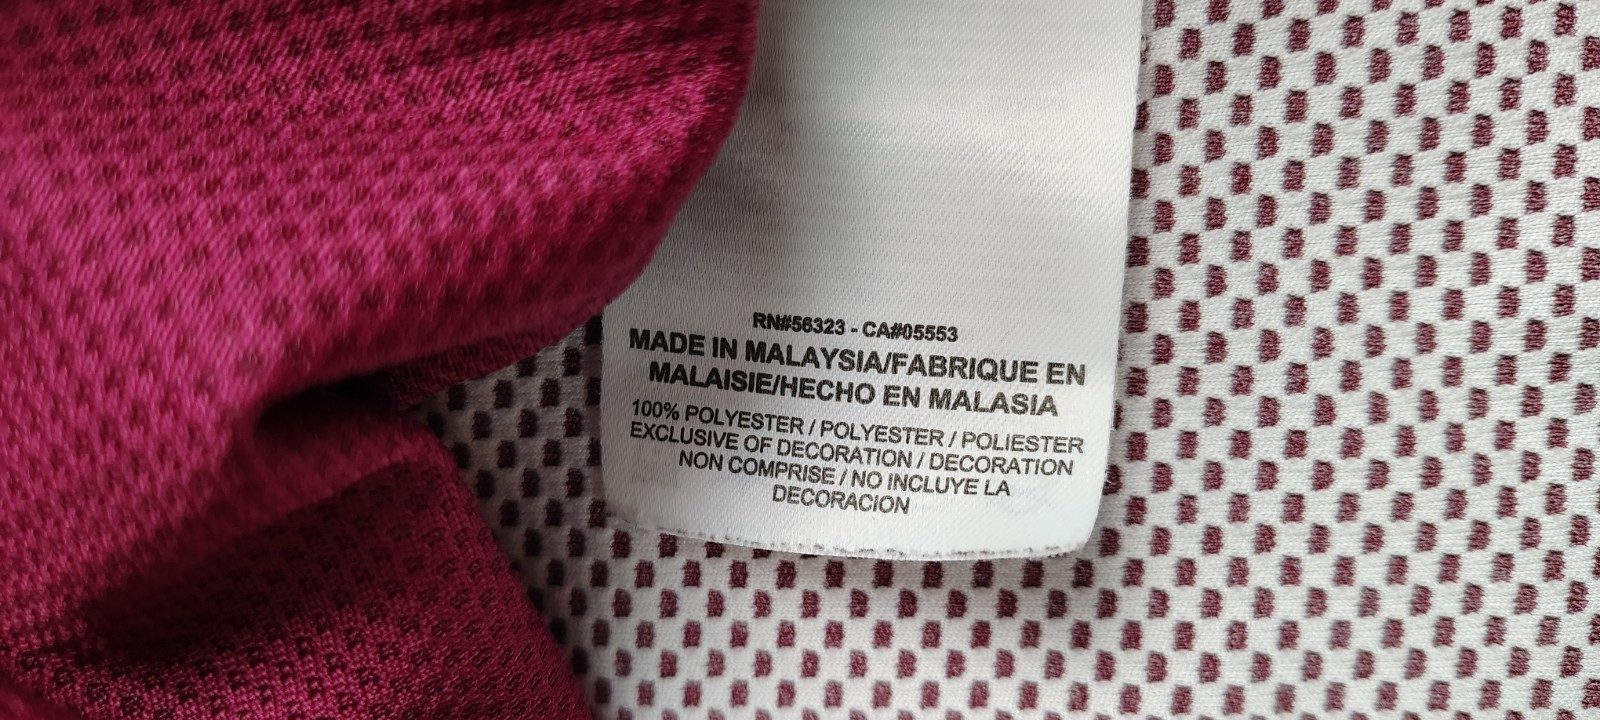 RN#56323 - CA#05553
MADE IN MALAYSIA/FABRIQUE EN
MALAISIE/HECHO EN MALASIA
100% POLYESTER / POLYESTER / POLIESTER
EXCLUSIVE OF DECORATION / DECORATION
NON COMPRISE / NO INCLUYE LA
DECORACION